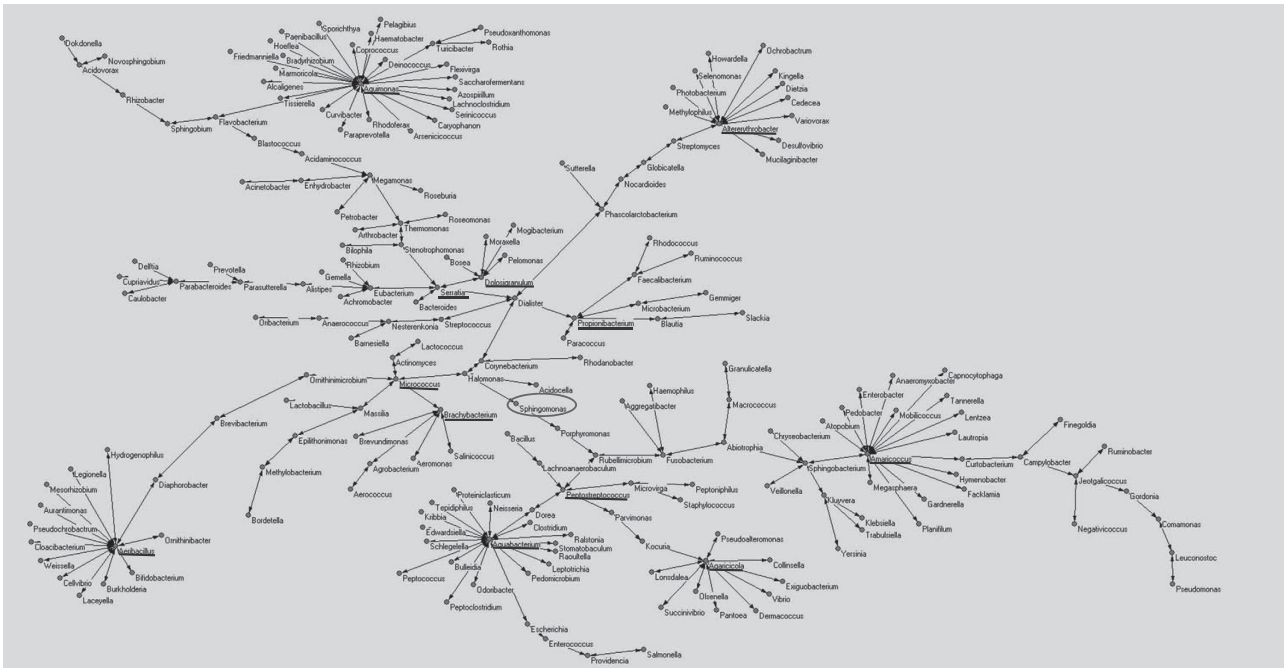 Sporichthya
Pelagibius
Haematobacter
Paenibacillus
Pseudoxanthomonas
Dokdonella
Hoeflea
Coprococcus
Turicibacter
Rothia
Novosphingobium
Friedmanniella
Bradyrhizobium
Deinococcus
Ochrobactrum
Howardella
Acidovorax
Marmoricola
Flexivirga
Selenomonas
Kingella
Alcaligenes
Aquimonas
Saccharofermentans
Dietzia
Photobacterium
Azospirillum
Rhizobacter
Tissierella
Lachnoclostridium
Cedecea
Curvibacter
Serinicoccus
Methylophilus
Variovorax
Sphingobium
Flavobacterium
Rhodoferax
Caryophanon
Altererythrobacter
Paraprevotella
Arsenicicoccus
Blastococcus
Streptomyces
Desulfovibrio
Acidaminococcus
Mucilaginibacter
Sutterella
Globicatella
Acinetobacter
Enhydrobacter
Megamonas
Nocardioides
Roseburia
Petrobacter
Phascolarctobacterium
Roseomonas
Thermomonas
Arthrobacter
Mogibacterium
Moraxella
Rhodococcus
Bilophila
Stenotrophomonas
Bosea
Pelomonas
Ruminococcus
Delftia
Prevotella
Rhizobium
Cupriavidus
Gemella
Faecalibacterium
Parabacteroides
Parasutterella
Alistipes
Eubacterium
Serratia
Dolosigranulum
Caulobacter
Achromobacter
Bacteroides
Dialister
Gemmiger
Microbacterium
Oribacterium
Anaerococcus
Nesterenkonia
Streptococcus
Propionibacterium
Blautia
Slackia
Barnesiella
Lactococcus
Paracoccus
Actinomyces
Corynebacterium
Rhodanobacter
Granulicatella
Ornithinimicrobium
Micrococcus
Halomonas
Capnocytophaga
Anaeromyxobacter
Acidocella
Haemophilus
Enterobacter
Tannerella
Lactobacillus
Sphingomonas
Aggregatibacter
Macrococcus
Pedobacter
Mobilicoccus
Massilia
Brachybacterium
Lentzea
Brevibacterium
Atopobium
Finegoldia
Porphyromonas
Chryseobacterium
Lautropia
Epilithonimonas
Brevundimonas
Bacillus
Hydrogenophilus
Salinicoccus
Rubellimicrobium
Fusobacterium
Abiotrophia
Amaricoccus
Ruminobacter
Aeromonas
Curtobacterium
Campylobacter
Legionella
Methylobacterium
Agrobacterium
Lachnoanaerobaculum
Sphingobacterium
Hymenobacter
Diaphorobacter
Microvirga
Peptoniphilus
Veillonella
Megasphaera
Jeotgalicoccus
Mesorhizobium
Aerococcus
Proteiniclasticum
Peptostreptococcus
Facklamia
Kluyvera
Gardnerella
Gordonia
Aurantimonas
Tepidiphilus
Neisseria
Dorea
Staphylococcus
Bordetella
Kribbia
Parvimonas
Klebsiella
Planifilum
Negativicoccus
Comamonas
Pseudochrobactrum
Clostridium
Trabulsiella
Edwardsiella
Ralstonia
Pseudoalteromonas
Ornithinibacter
Aquabacterium
Stomatobaculum
Kocuria
Yersinia
Cloacibacterium
Aeribacillus
Schlegelella
Raoultella
Leuconostoc
Weissella
Bulleidia
Leptotrichia
Agaricicola
Collinsella
Bifidobacterium
Peptococcus
Pedomicrobium
Lonsdalea
Cellvibrio
Odoribacter
Exiguobacterium
Pseudomonas
Burkholderia
Olsenella
Vibrio
Laceyella
Peptoclostridium
Succinivibrio
Pantoea
Dermacoccus
Escherichia
Enterococcus
Providencia
Salmonella